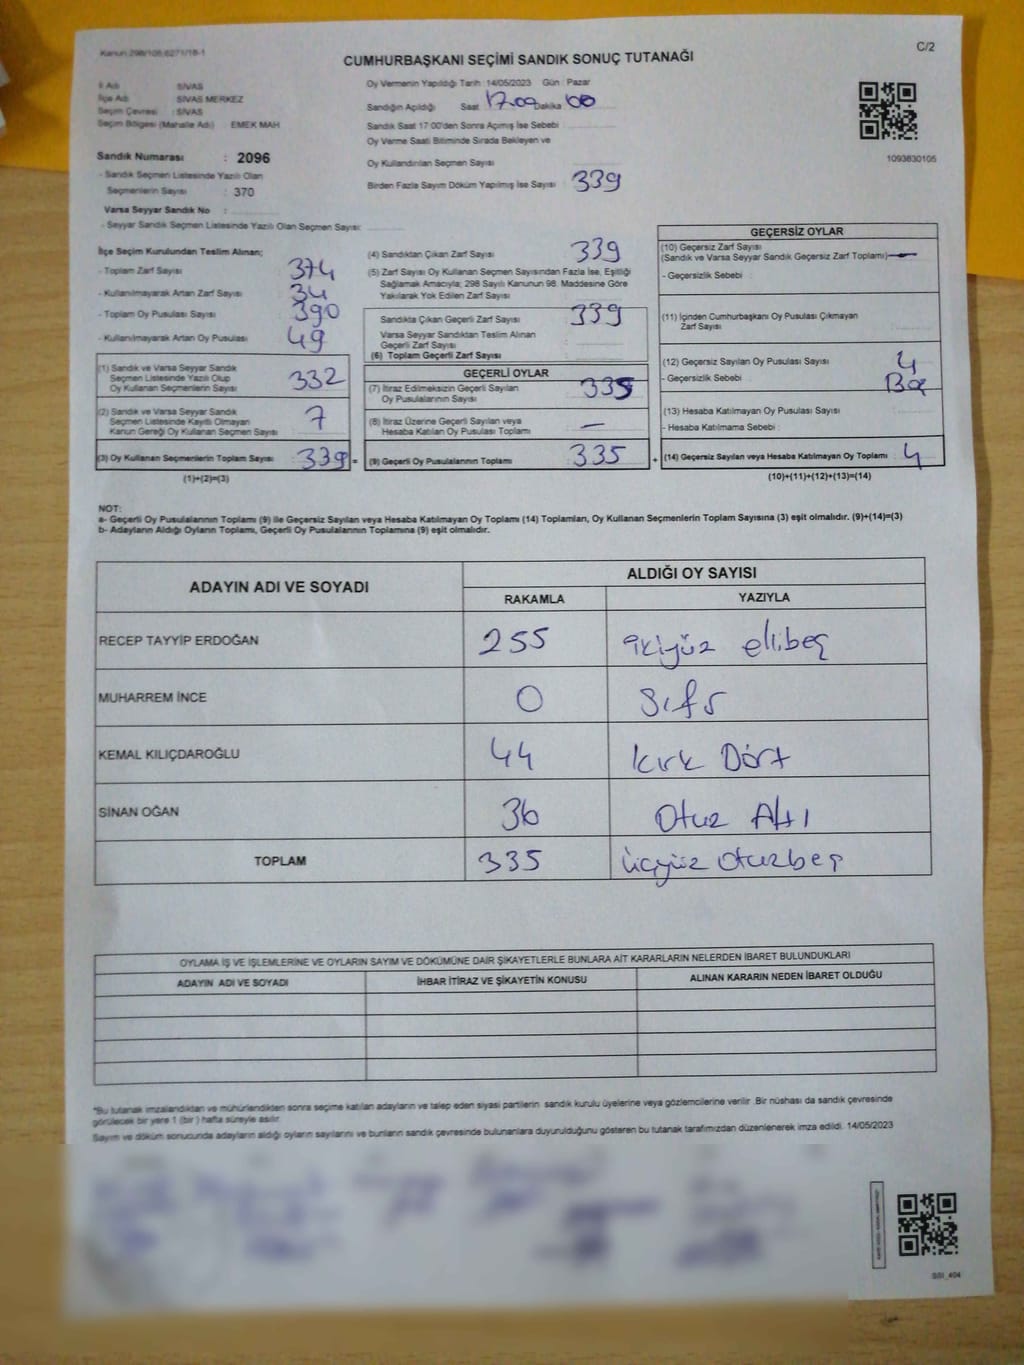 Kanun:298/105,6271/18-1
C/2
CUMHURBAŞKANI SEÇİMİ SANDIK SONUÇ TUTANAĞI
İl Adı : SİVAS
İlçe Adı : SİVAS MERKEZ
Seçim Çevresi : SİVAS
Seçim Bölgesi (Mahalle Adı) : EMEK MAH
Sandık Numarası : 2096
- Sandık Seçmen Listesinde Yazılı Olan
Seçmenlerin Sayısı : 370
Varsa Seyyar Sandık No :
- Seyyar Sandık Seçmen Listesinde Yazılı Olan Seçmen Sayısı:
Oy Vermenin Yapıldığı Tarih : 14/05/2023 Gün : Pazar
Sandığın Açıldığı Saat 17.00 Dakika 00
Sandık Saat 17:00'den Sonra Açımış İse Sebebi :
Oy Verme Saati Bitiminde Sırada Bekleyen ve
Oy Kullandırılan Seçmen Sayısı
Birden Fazla Sayım Döküm Yapılmış İse Sayısı 339
1093630105
İlçe Seçim Kurulundan Teslim Alınan;
- Toplam Zarf Sayısı 374
- Kullanılmayarak Artan Zarf Sayısı 34
- Toplam Oy Pusulası Sayısı 390
- Kullanılmayarak Artan Oy Pusulası 49
(1) Sandık ve Varsa Seyyar Sandık
Seçmen Listesinde Yazılı Olup
Oy Kullanan Seçmenlerin Sayısı 332
(2) Sandık ve Varsa Seyyar Sandık
Seçmen Listesinde Kayıtlı Olmayan
Kanun Gereği Oy Kullanan Seçmen Sayısı 7
(3) Oy Kullanan Seçmenlerin Toplam Sayısı 339 =
(1)+(2)=(3)
(4) Sandıktan Çıkan Zarf Sayısı 339
(5) Zarf Sayısı Oy Kullanan Seçmen Sayısından Fazla İse, Eşitliği
Sağlamak Amacıyla, 298 Sayılı Kanunun 98. Maddesine Göre
Yakılarak Yok Edilen Zarf Sayısı
Sandıkta Çıkan Geçerli Zarf Sayısı 339
Varsa Seyyar Sandıktan Teslim Alınan
Geçerli Zarf Sayısı
(6) Toplam Geçerli Zarf Sayısı
GEÇERLİ OYLAR
(7) İtiraz Edilmeksizin Geçerli Sayılan
Oy Pusulalarının Sayısı 335
(8) İtiraz Üzerine Geçerli Sayılan veya
Hesaba Katılan Oy Pusulası Toplamı —
(9) Geçerli Oy Pusulalarının Toplamı 335 +
GEÇERSİZ OYLAR
(10) Geçersiz Zarf Sayısı
(Sandık ve Varsa Seyyar Sandık Geçersiz Zarf Toplamı) —
- Geçersizlik Sebebi :
(11) İçinden Cumhurbaşkanı Oy Pusulası Çıkmayan
Zarf Sayısı
(12) Geçersiz Sayılan Oy Pusulası Sayısı 4
- Geçersizlik Sebebi : Boş
(13) Hesaba Katılmayan Oy Pusulası Sayısı
- Hesaba Katılmama Sebebi :
(14) Geçersiz Sayılan veya Hesaba Katılmayan Oy Toplamı 4
(10)+(11)+(12)+(13)=(14)
NOT:
a- Geçerli Oy Pusulalarının Toplamı (9) ile Geçersiz Sayılan veya Hesaba Katılmayan Oy Toplamı (14) Toplamları, Oy Kullanan Seçmenlerin Toplam Sayısına (3) eşit olmalıdır. (9)+(14)=(3)
b- Adayların Aldığı Oyların Toplamı, Geçerli Oy Pusulalarının Toplamına (9) eşit olmalıdır.
ADAYIN ADI VE SOYADI
ALDIĞI OY SAYISI
RAKAMLA YAZIYLA
RECEP TAYYİP ERDOĞAN 255 ikiyüz ellibeş
MUHARREM İNCE 0 Sıfır
KEMAL KILIÇDAROĞLU 44 Kırk Dört
SİNAN OĞAN 36 Otuz Altı
TOPLAM 335 üçyüz otuzbeş
OYLAMA İŞ VE İŞLEMLERİNE VE OYLARIN SAYIM VE DÖKÜMÜNE DAİR ŞİKAYETLERLE BUNLARA AİT KARARLARIN NELERDEN İBARET BULUNDUKLARI
ADAYIN ADI VE SOYADI İHBAR İTİRAZ VE ŞİKAYETİN KONUSU ALINAN KARARIN NEDEN İBARET OLDUĞU
*Bu tutanak imzalandıktan ve mühürlendikten sonra seçime katılan adayların ve talep eden siyasi partilerin sandık kurulu üyelerine veya gözlemcilerine verilir. Bir nüshası da sandık çevresinde
görülecek bir yere 1 (bir) hafta süreyle asılır.
Sayım ve döküm sonucunda adayların aldığı oyların sayılarını ve bunların sandık çevresinde bulunanlara duyurulduğunu gösteren bu tutanak tarafımızdan düzenlenerek imza edildi. 14/05/2023